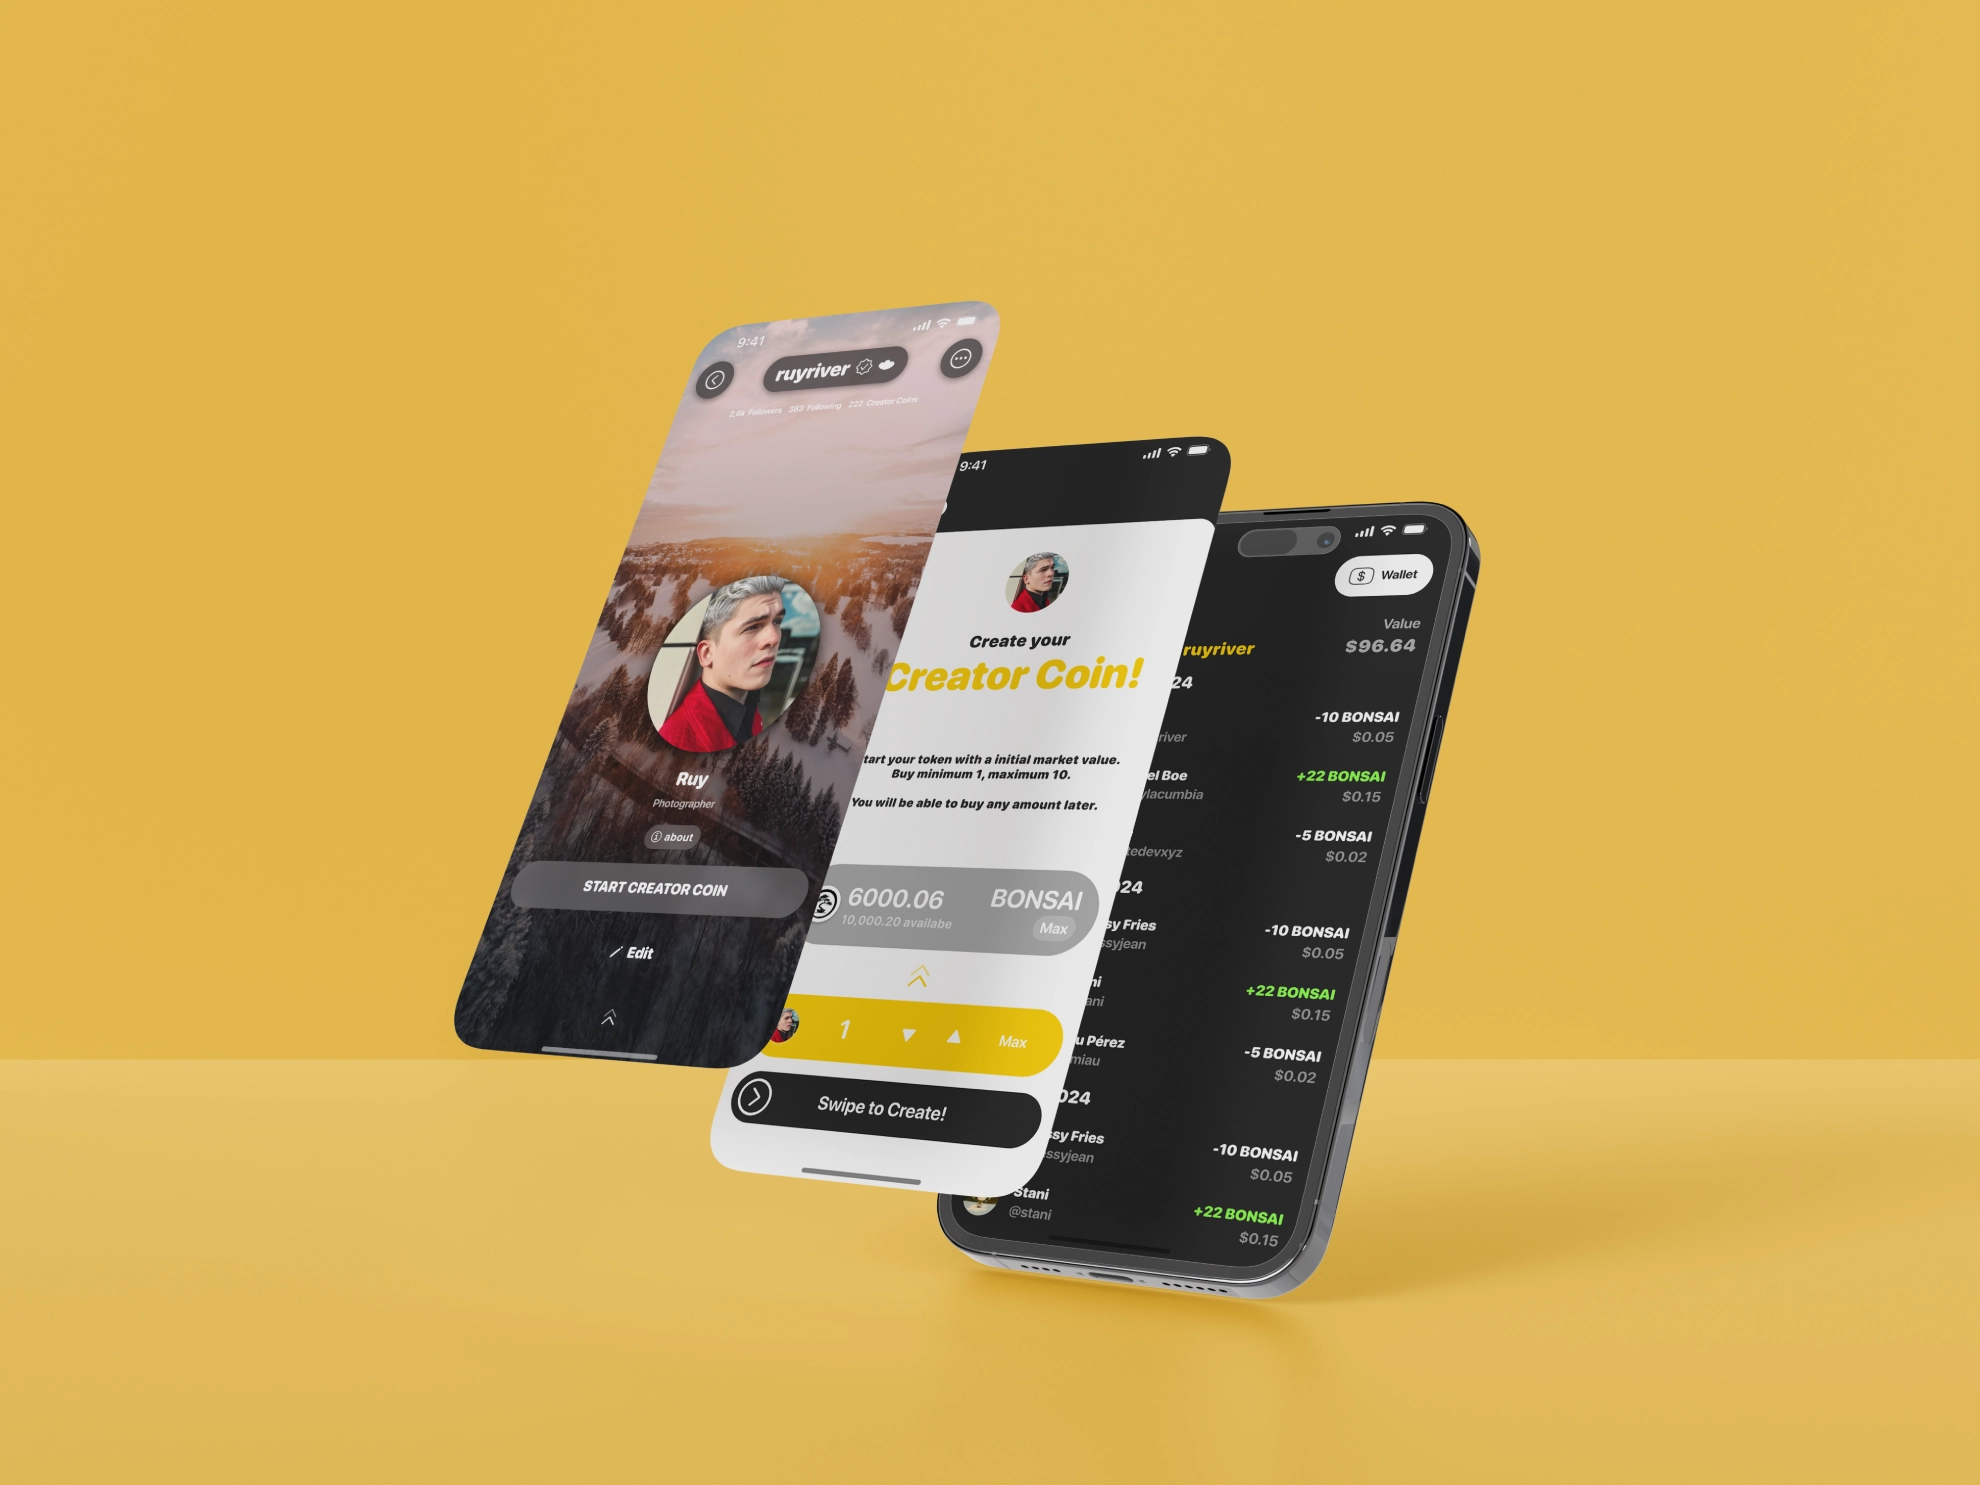 9:41
ruyriver
2.8k Followers 383 Following 222 Creator Coins
Ruy
Photographer
about
START CREATOR COIN
Edit
9:41
Create your
Creator Coin!
tart your token with a initial market value.
Buy minimum 1, maximum 10.
You will be able to buy any amount later.
6000.06 BONSAI
10,000.20 availabe Max
1 Max
Swipe to Create!
$ Wallet
Value
ruyriver $96.64
24
-10 BONSAI
river $0.05
el Boe +22 BONSAI
ylacumbia $0.15
-5 BONSAI
tedevxyz $0.02
024
sy Fries -10 BONSAI
ssyjean $0.05
ni +22 BONSAI
ani $0.15
u Pérez -5 BONSAI
miau $0.02
024
ssy Fries -10 BONSAI
essyjean $0.05
Stani +22 BONSAI
@stani $0.15